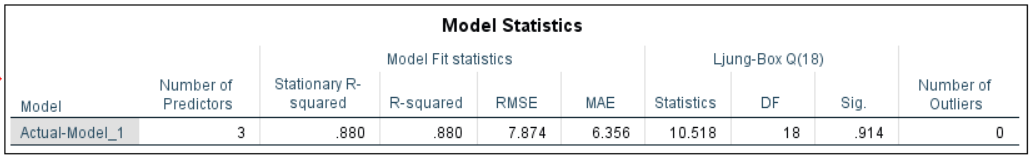 Model Statistics
Model Fit statistics Ljung-Box Q(18)
Model Number of Predictors Stationary R-squared R-squared RMSE MAE Statistics DF Sig. Number of Outliers
Actual-Model_1 3 .880 .880 7.874 6.356 10.518 18 .914 0